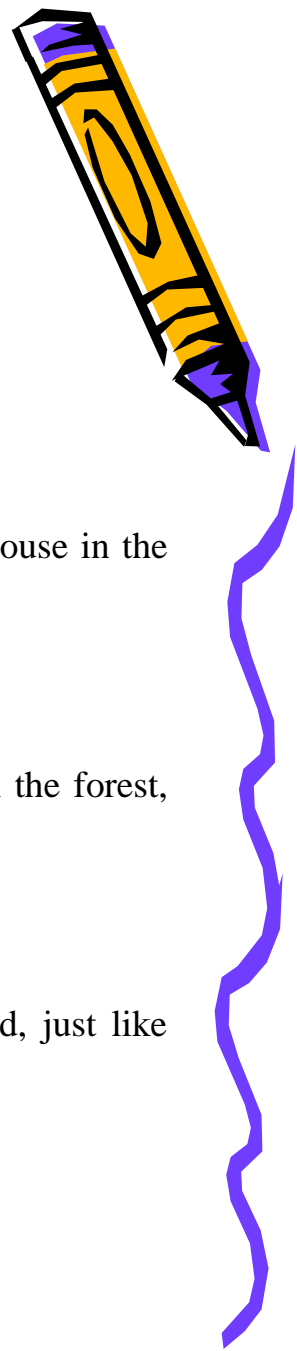 ouse in the
the forest,
d, just like